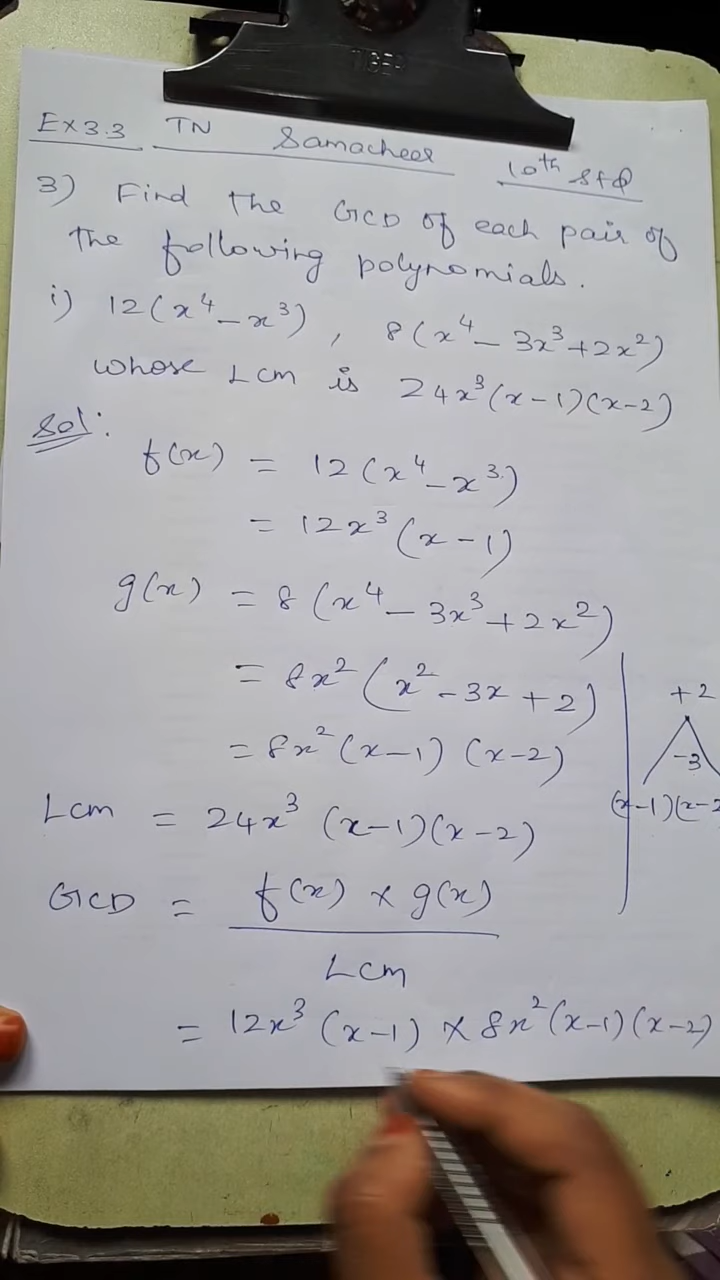 TIGER
Ex 3.3 TN Samacheer 10th std
3) Find the GCD of each pair of
the following polynomials.
i) 12(x⁴ – x³) , 8(x⁴ – 3x³ + 2x²)
whose Lcm is 24x³(x–1)(x–2)
Sol:
f(x) = 12(x⁴ – x³)
= 12x³(x–1)
g(x) = 8(x⁴ – 3x³ + 2x²)
= 8x²(x² – 3x + 2)
= 8x²(x–1)(x–2)
+2
–3
(x–1)(x–2
Lcm = 24x³(x–1)(x–2)
GCD = f(x) × g(x)
Lcm
= 12x³(x–1) × 8x²(x–1)(x–2)